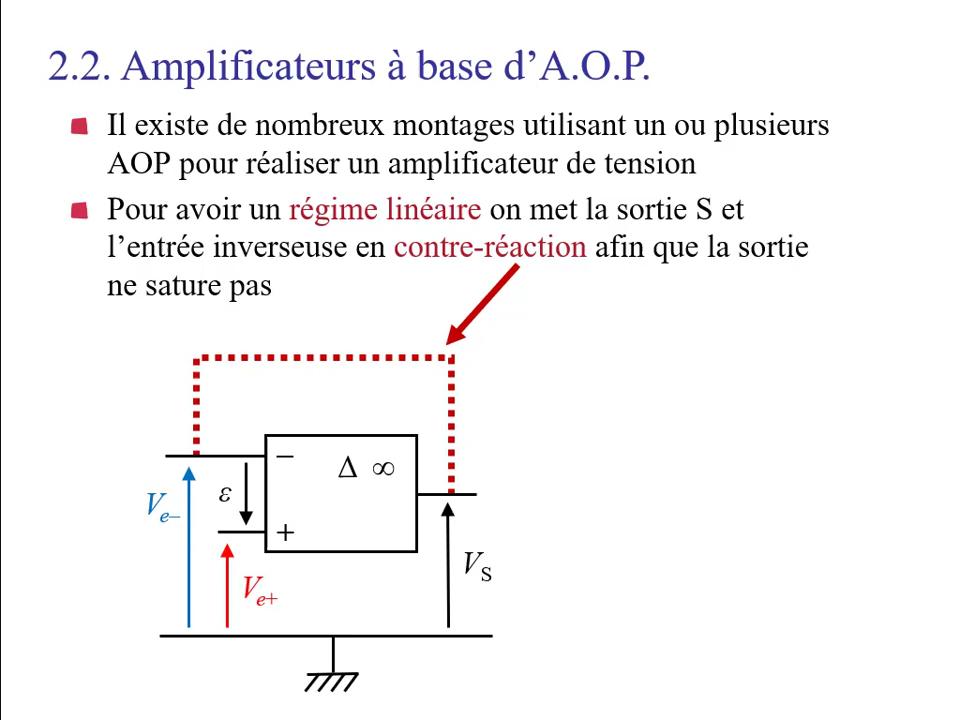 2.2. Amplificateurs à base d’A.O.P.
Il existe de nombreux montages utilisant un ou plusieurs
AOP pour réaliser un amplificateur de tension
Pour avoir un régime linéaire on met la sortie S et
l’entrée inverseuse en contre-réaction afin que la sortie
ne sature pas
−
Δ ∞
ε
Ve−
+
VS
Ve+